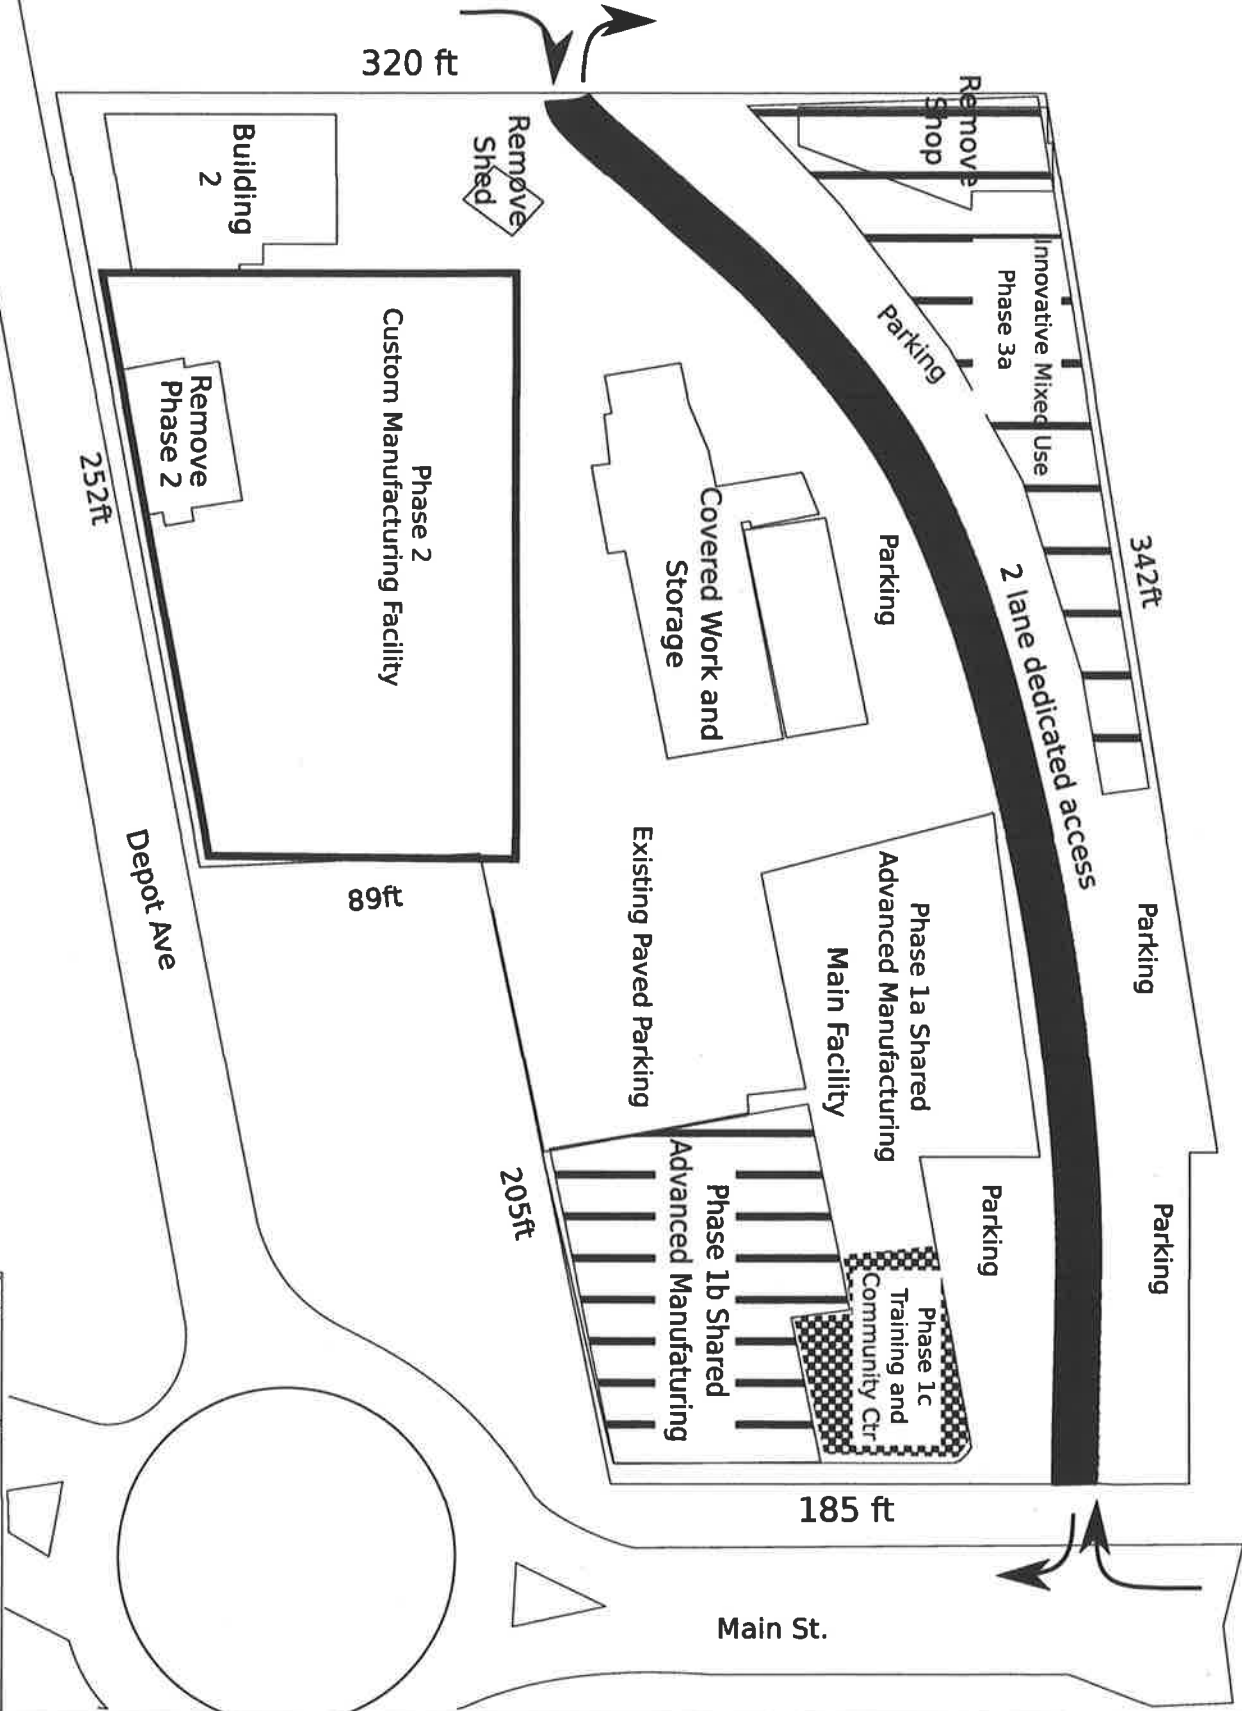 320 ft
Remove
Shop
Remove
Shed
Building
2
Innovative Mixed Use
Phase 3a
Parking
Phase 2
Custom Manufacturing Facility
Remove
Phase 2
252ft
Covered Work and
Storage
Parking
342ft
2 lane dedicated access
Existing Paved Parking
89ft
Depot Ave
Phase 1a Shared
Advanced Manufacturing
Main Facility
Parking
Parking
Parking
205ft
Phase 1b Shared
Advanced Manufaturing
Phase 1c
Training and
Community Ctr
185 ft
Main St.